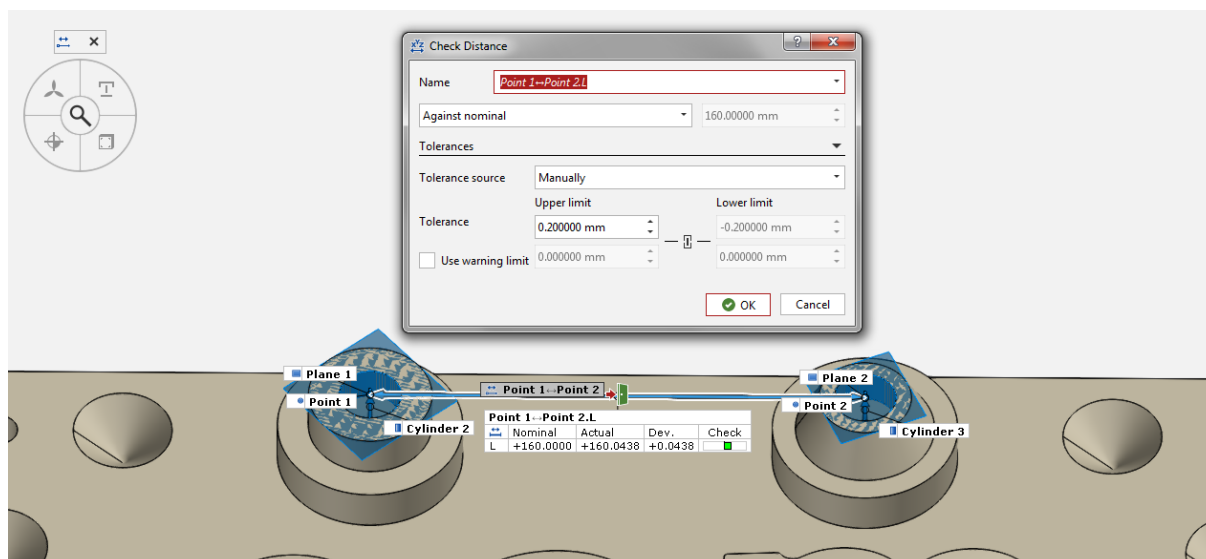 Check Distance
Name Point 1↔Point 2.L
Against nominal 160.00000 mm
Tolerances
Tolerance source Manually
Upper limit Lower limit
Tolerance 0.200000 mm -0.200000 mm
Use warning limit 0.000000 mm 0.000000 mm
OK Cancel
Plane 1
Point 1
Cylinder 2
Point 1↔Point 2
Plane 2
Point 2
Cylinder 3
Point 1↔Point 2.L
Nominal Actual Dev. Check
L +160.0000 +160.0438 +0.0438